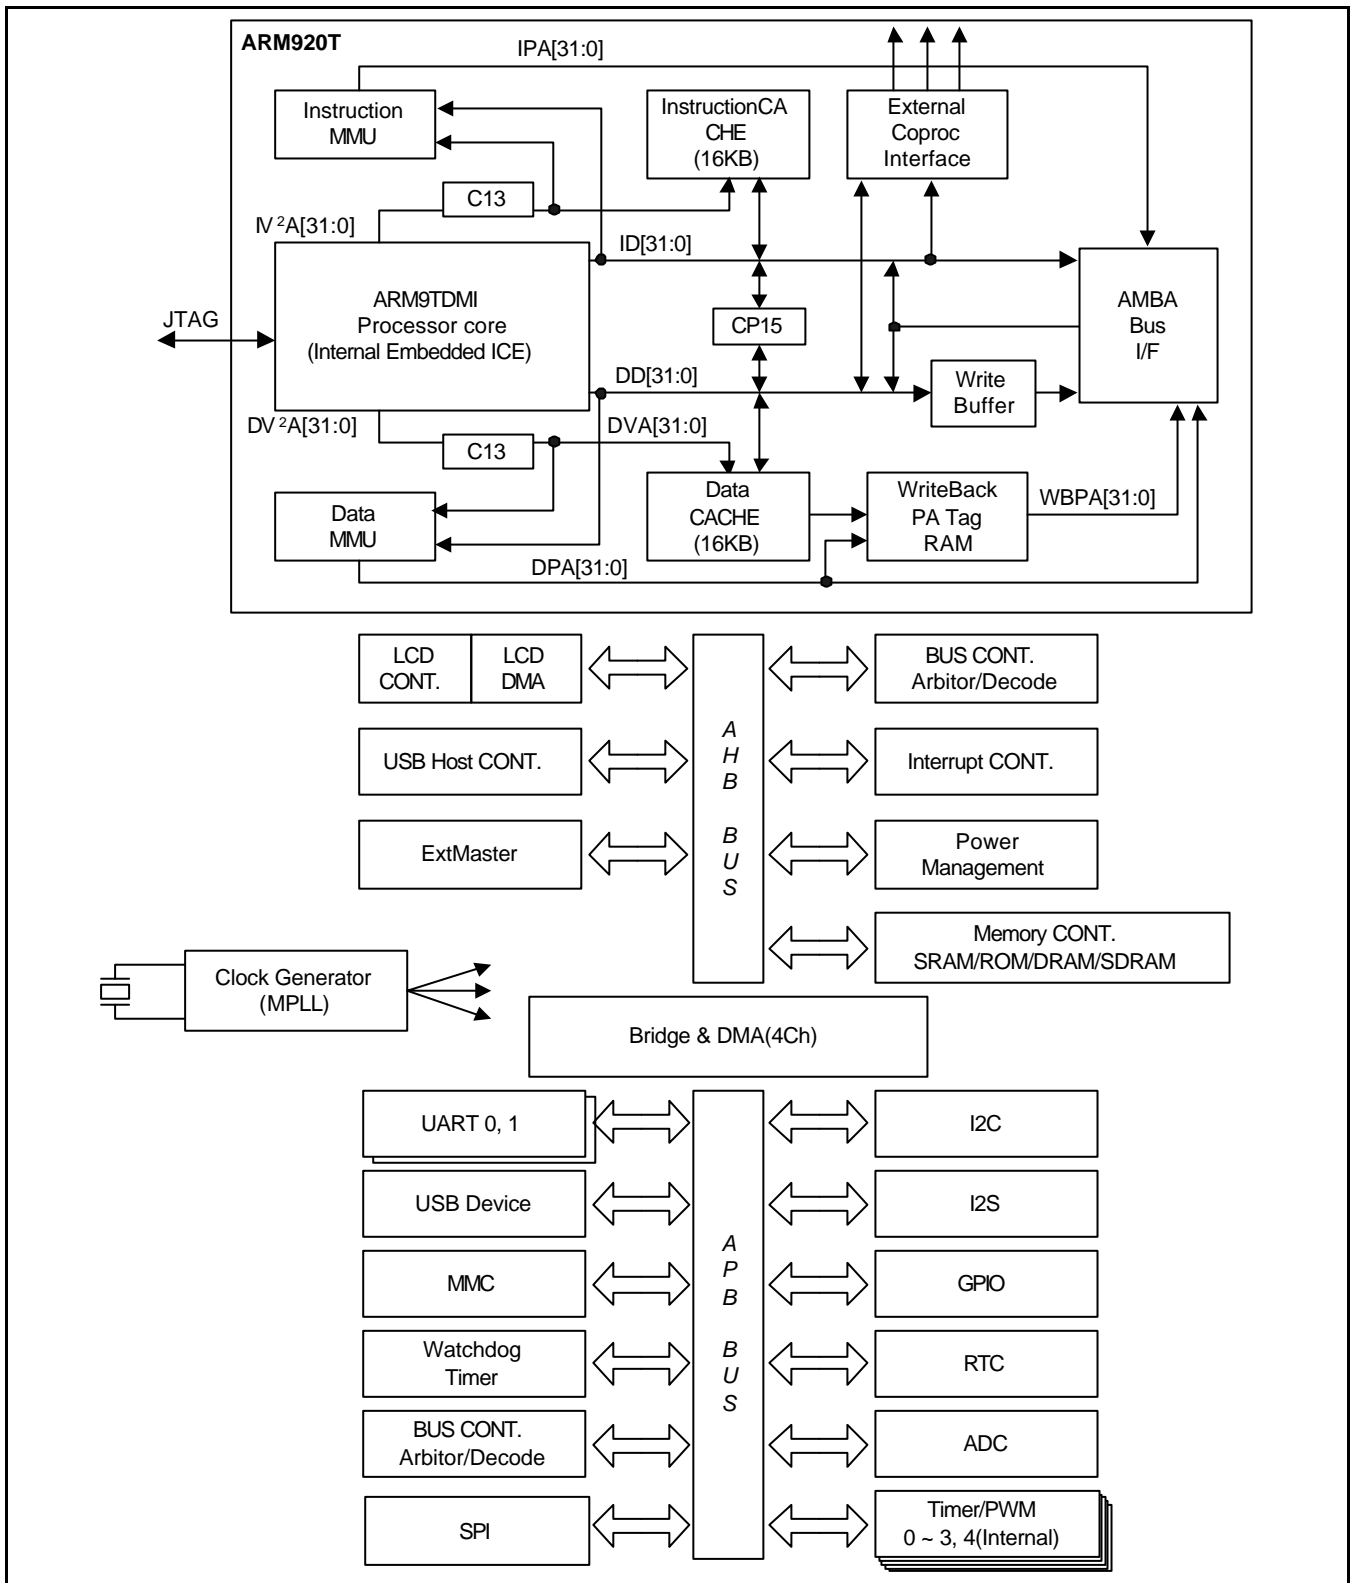 ARM920T
IPA[31:0]
Instruction
MMU
InstructionCA
CHE
(16KB)
External
Coproc
Interface
C13
IV2A[31:0]
ID[31:0]
ARM9TDMI
Processor core
(Internal Embedded ICE)
JTAG
CP15
AMBA
Bus
I/F
DD[31:0]
Write
Buffer
DV2A[31:0]
C13
DVA[31:0]
Data
MMU
Data
CACHE
(16KB)
WriteBack
PA Tag
RAM
WBPA[31:0]
DPA[31:0]
LCD
CONT.
LCD
DMA
BUS CONT.
Arbitor/Decode
AHB BUS
USB Host CONT.
Interrupt CONT.
ExtMaster
Power
Management
Memory CONT.
SRAM/ROM/DRAM/SDRAM
Clock Generator
(MPLL)
Bridge & DMA(4Ch)
UART 0, 1
I2C
USB Device
I2S
APB BUS
MMC
GPIO
Watchdog
Timer
RTC
BUS CONT.
Arbitor/Decode
ADC
SPI
Timer/PWM
0 ~ 3, 4(Internal)